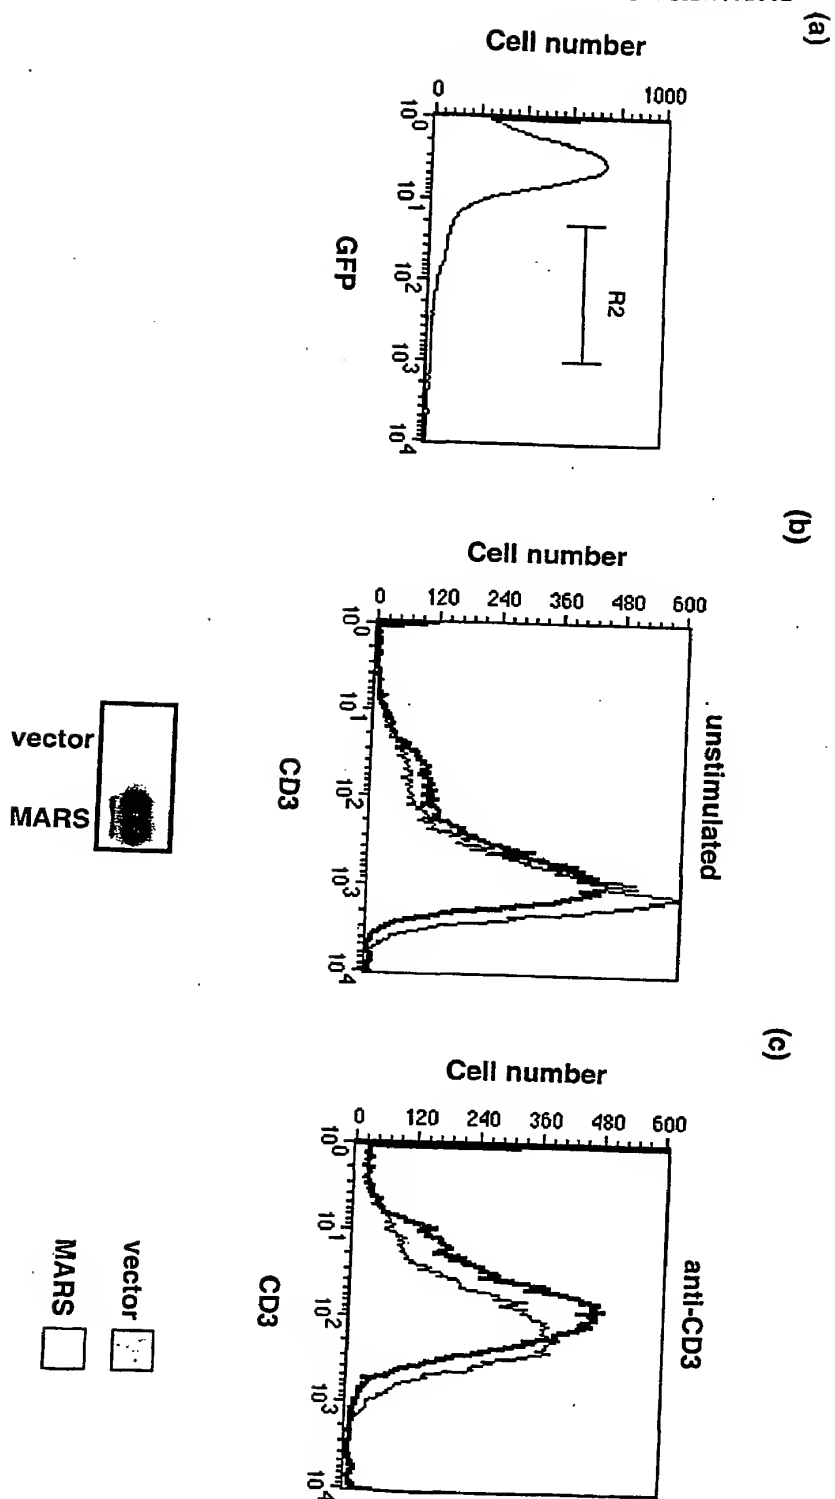 (a)
Cell number
0 1000
10^0 10^1 10^2 10^3 10^4
R2
GFP
(b)
unstimulated
Cell number
0 120 240 360 480 600
10^0 10^1 10^2 10^3 10^4
CD3
vector
MARS
(c)
anti-CD3
Cell number
0 120 240 360 480 600
10^0 10^1 10^2 10^3 10^4
CD3
vector
MARS